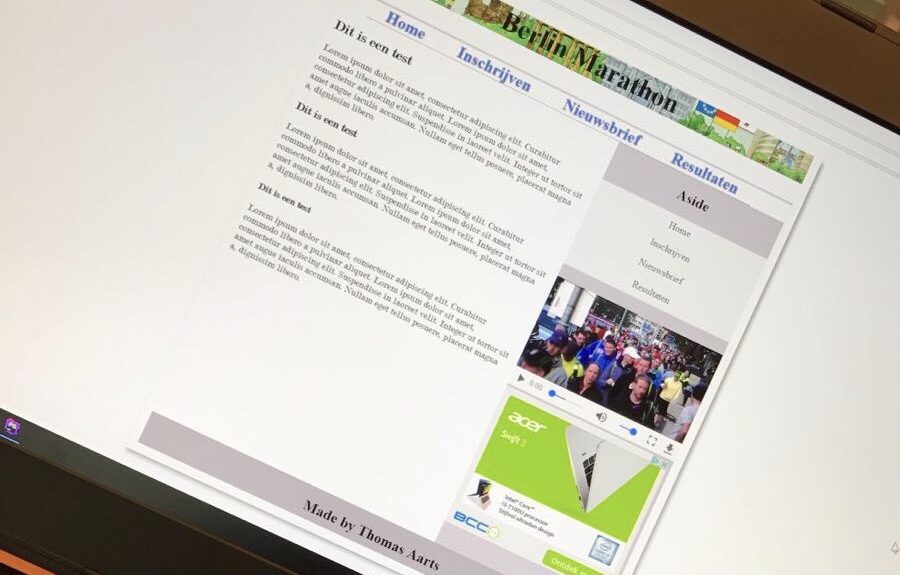 Berlin Marathon
Home
Inschrijven
Nieuwsbrief
Resultaten
Dit is een test
Lorem ipsum dolor sit amet, consectetur adipiscing elit. Curabitur
commodo libero a pulvinar aliquet. Lorem ipsum dolor sit amet,
consectetur adipiscing elit. Suspendisse in laoreet velit. Integer ut tortor sit
amet augue iaculis accumsan. Nullam eget tellus posuere, placerat magna
a, dignissim libero.
Dit is een test
Lorem ipsum dolor sit amet, consectetur adipiscing elit. Curabitur
commodo libero a pulvinar aliquet. Lorem ipsum dolor sit amet,
consectetur adipiscing elit. Suspendisse in laoreet velit. Integer ut tortor sit
amet augue iaculis accumsan. Nullam eget tellus posuere, placerat magna
a, dignissim libero.
Dit is een test
Lorem ipsum dolor sit amet, consectetur adipiscing elit. Curabitur
commodo libero a pulvinar aliquet. Lorem ipsum dolor sit amet,
consectetur adipiscing elit. Suspendisse in laoreet velit. Integer ut tortor sit
amet augue iaculis accumsan. Nullam eget tellus posuere, placerat magna
a, dignissim libero.
Aside
Home
Inschrijven
Nieuwsbrief
Resultaten
0:00
acer
Swift 3
Intel® Core™
i3-7100U processor
Stijlvol ultradun design
BCC
Ontdek
Made by Thomas Aarts